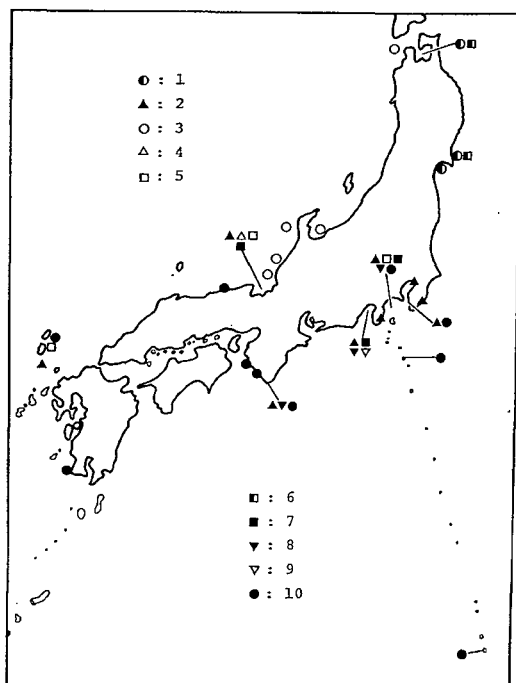 ◐ : 1
▲ : 2
○ : 3
△ : 4
□ : 5
◧ : 6
■ : 7
▼ : 8
▽ : 9
● : 10